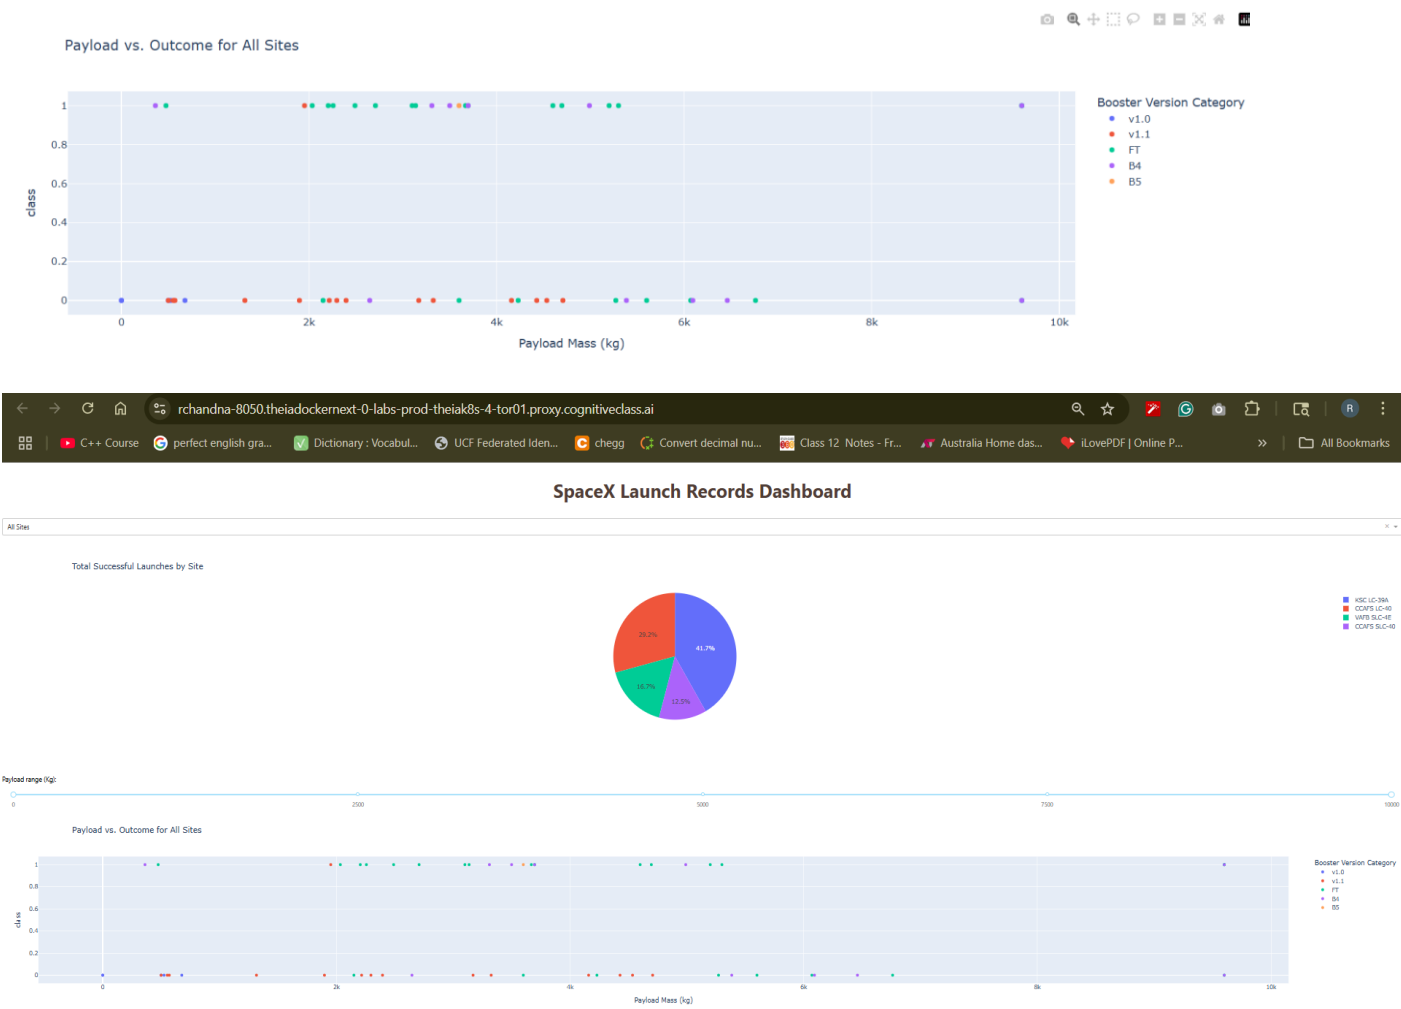 Payload vs. Outcome for All Sites
Booster Version Category
v1.0
v1.1
FT
B4
B5
1
0.8
0.6
0.4
0.2
0
class
0 2k 4k 6k 8k 10k
Payload Mass (kg)
rchandna-8050.theiadockernext-0-labs-prod-theiak8s-4-tor01.proxy.cognitiveclass.ai
R
C++ Course perfect english gra... Dictionary : Vocabul... UCF Federated Iden... chegg Convert decimal nu... Class 12 Notes - Fr... Australia Home das... iLovePDF | Online P... » All Bookmarks
SpaceX Launch Records Dashboard
All Sites
Total Successful Launches by Site
KSC LC-39A
CCAFS LC-40
VAFB SLC-4E
CCAFS SLC-40
29.2%
41.7%
16.7%
12.5%
Payload range (Kg):
0 2500 5000 7500 10000
Payload vs. Outcome for All Sites
Booster Version Category
v1.0
v1.1
FT
B4
B5
1
0.8
0.6
0.4
0.2
0
class
0 2k 4k 6k 8k 10k
Payload Mass (kg)